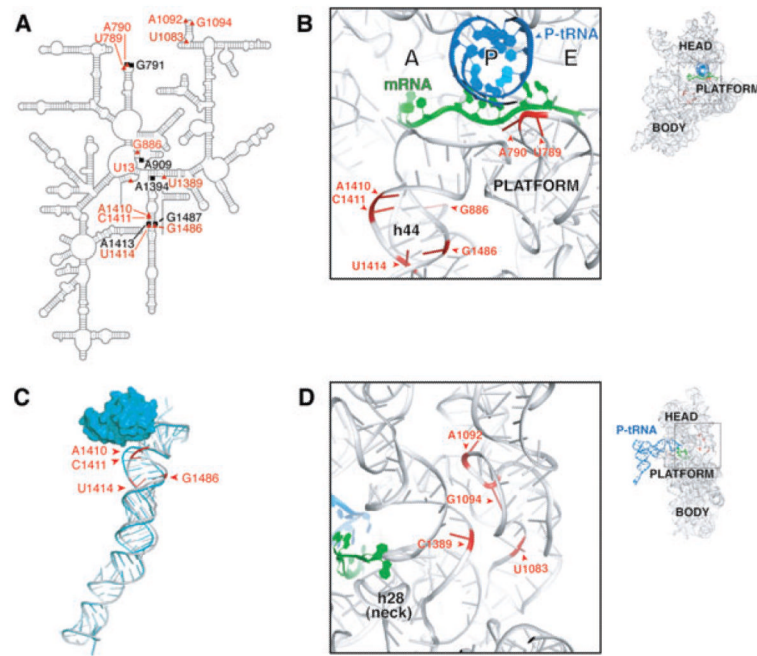 A
A790
U789
G791
A1092
G1094
U1083
G886
U13
A909
A1394
U1389
A1410
C1411
G1487
G1486
A1413
U1414
B
A
P
E
P-tRNA
mRNA
A790
U789
PLATFORM
A1410
C1411
G886
h44
U1414
G1486
HEAD
PLATFORM
BODY
C
A1410
C1411
U1414
G1486
D
A1092
G1094
C1389
U1083
h28
(neck)
HEAD
P-tRNA
PLATFORM
BODY